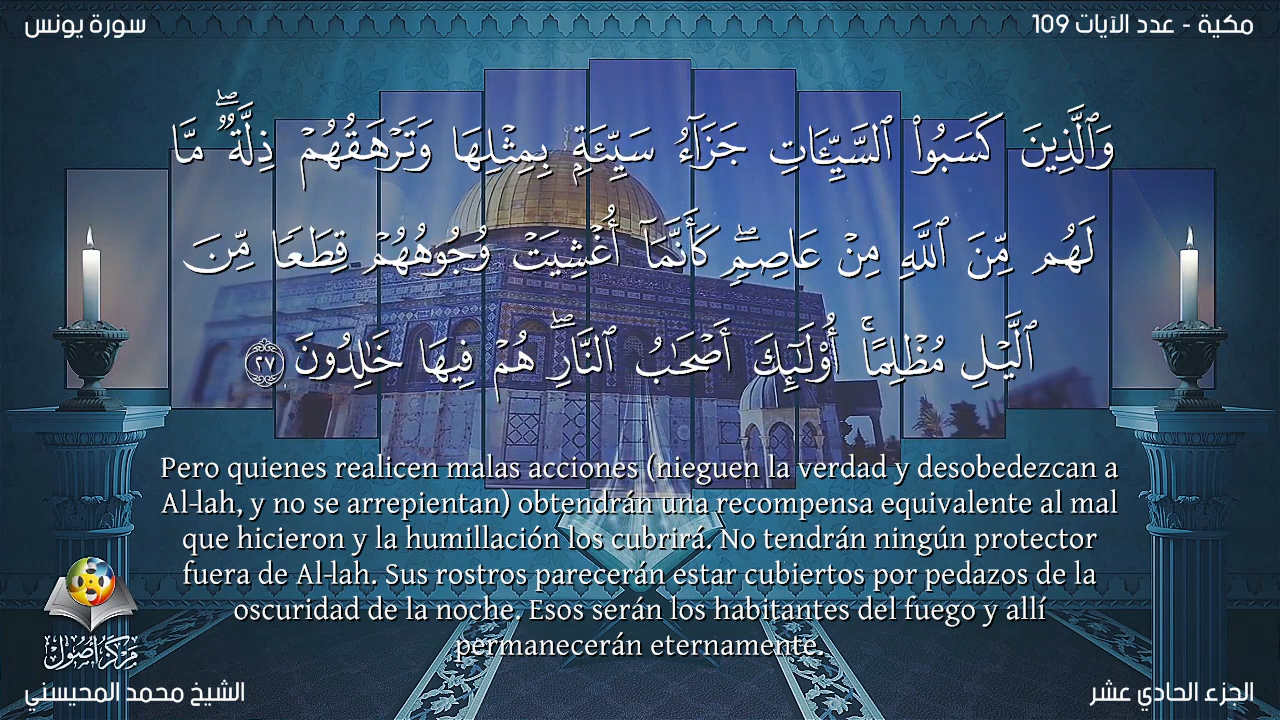 سورة يونس
مكية - عدد الآيات 109
وَٱلَّذِينَ كَسَبُوا۟ ٱلسَّيِّـَٔاتِ جَزَآءُ سَيِّئَةٍۭ بِمِثْلِهَا وَتَرْهَقُهُمْ ذِلَّةٌۭ ۖ مَّا
لَهُم مِّنَ ٱللَّهِ مِنْ عَاصِمٍۢ ۖ كَأَنَّمَآ أُغْشِيَتْ وُجُوهُهُمْ قِطَعًۭا مِّنَ
ٱلَّيْلِ مُظْلِمًا ۚ أُو۟لَـٰٓئِكَ أَصْحَـٰبُ ٱلنَّارِ ۖ هُمْ فِيهَا خَـٰلِدُونَ ٢٧
Pero quienes realicen malas acciones (nieguen la verdad y desobedezcan a
Al-lah, y no se arrepientan) obtendrán una recompensa equivalente al mal
que hicieron y la humillación los cubrirá. No tendrán ningún protector
fuera de Al-lah. Sus rostros parecerán estar cubiertos por pedazos de la
oscuridad de la noche. Esos serán los habitantes del fuego y allí
permanecerán eternamente.
مركز أصول
الشيخ محمد المحيسني
الجزء الحادي عشر